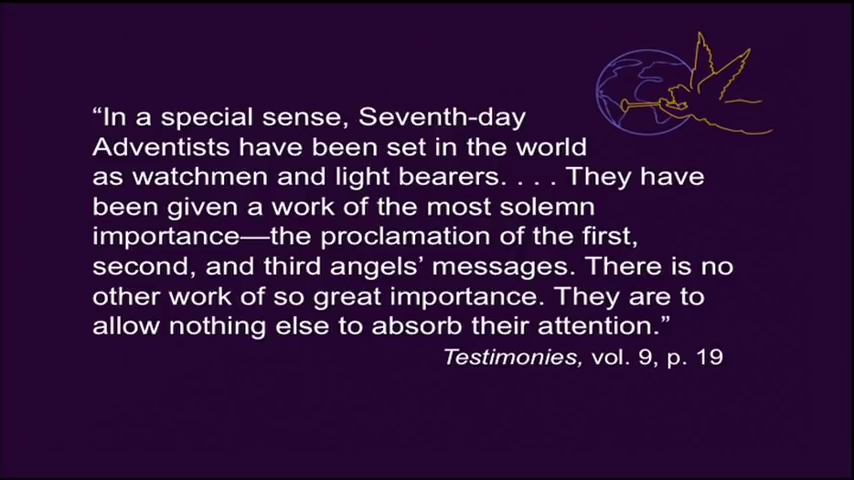 “In a special sense, Seventh-day
Adventists have been set in the world
as watchmen and light bearers. . . . They have
been given a work of the most solemn
importance—the proclamation of the first,
second, and third angels’ messages. There is no
other work of so great importance. They are to
allow nothing else to absorb their attention.”
Testimonies, vol. 9, p. 19